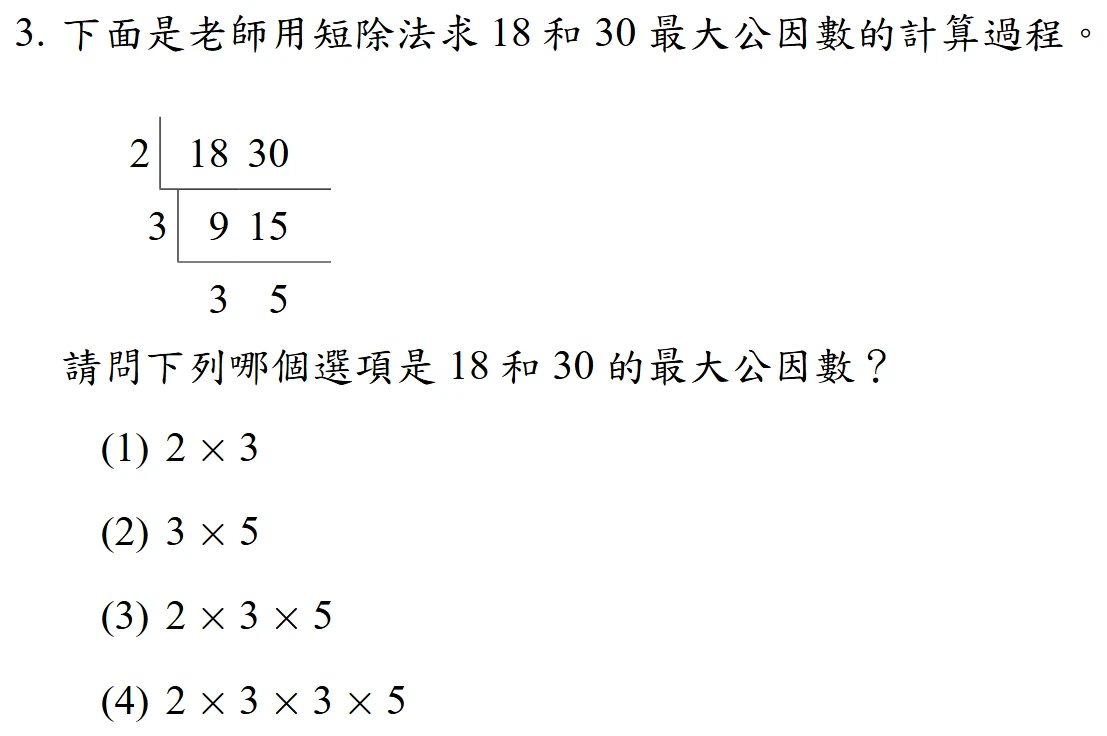 3. 下面是老師用短除法求 18 和 30 最大公因數的計算過程。
2 18 30
3 9 15
3 5
請問下列哪個選項是 18 和 30 的最大公因數？
(1) 2 × 3
(2) 3 × 5
(3) 2 × 3 × 5
(4) 2 × 3 × 3 × 5